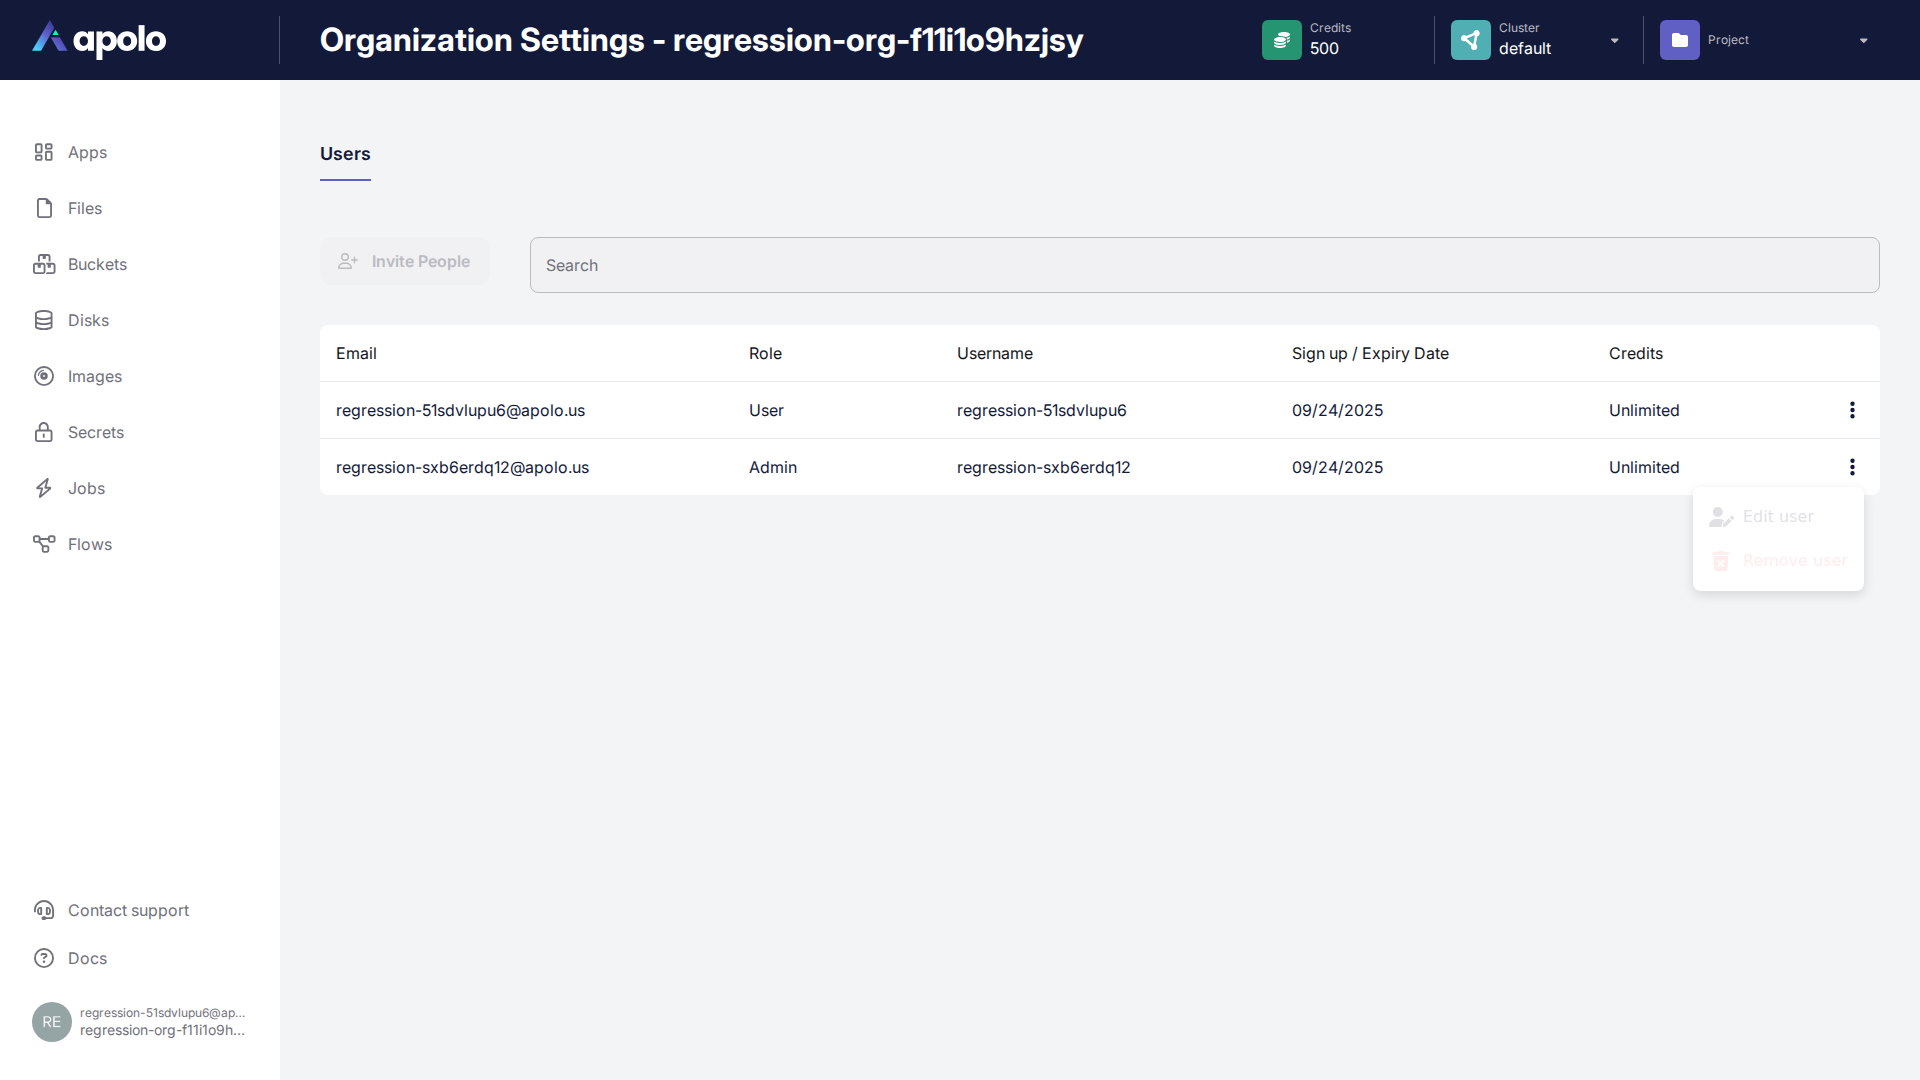 apolo
Organization Settings - regression-org-f11i1o9hzjsy
Credits
500
Cluster
default
Project
Apps
Files
Buckets
Disks
Images
Secrets
Jobs
Flows
Users
Invite People
Search
Email Role Username Sign up / Expiry Date Credits
regression-51sdvlupu6@apolo.us User regression-51sdvlupu6 09/24/2025 Unlimited
regression-sxb6erdq12@apolo.us Admin regression-sxb6erdq12 09/24/2025 Unlimited
Edit user
Remove user
Contact support
Docs
RE
regression-51sdvlupu6@ap...
regression-org-f11i1o9h...